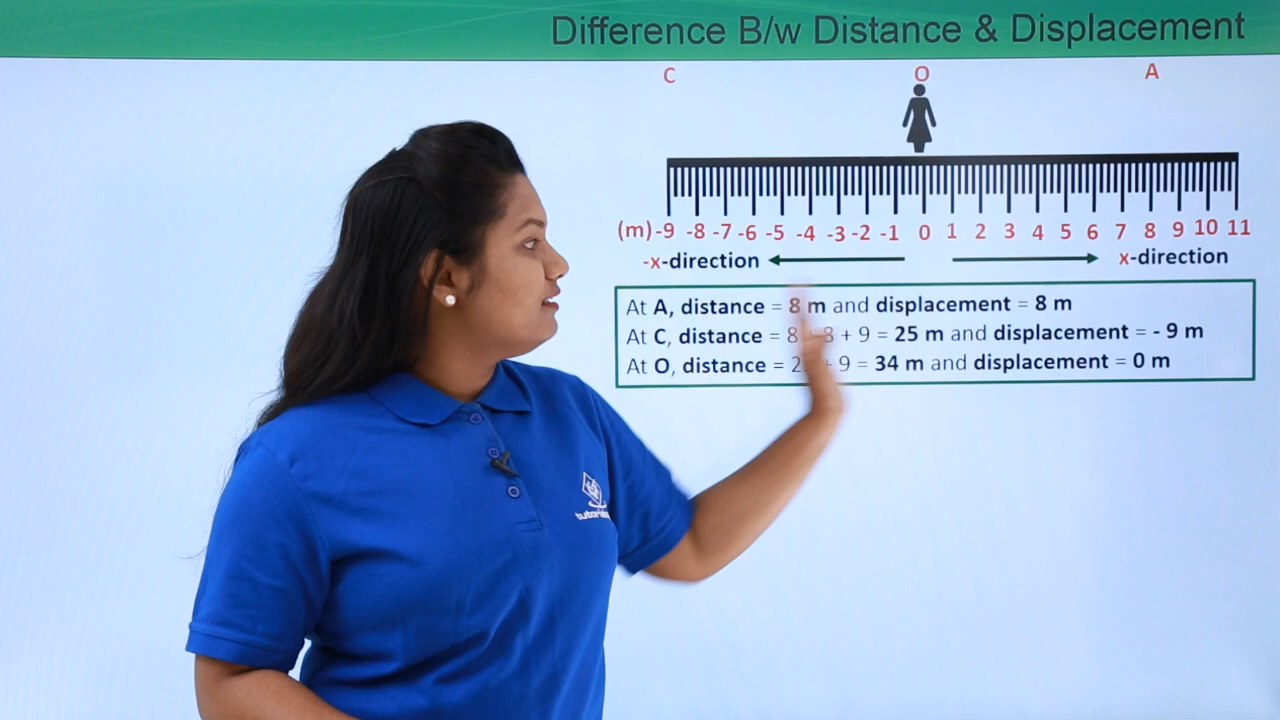 Difference B/w Distance & Displacement
C O A
(m) -9 -8 -7 -6 -5 -4 -3 -2 -1 0 1 2 3 4 5 6 7 8 9 10 11
-x-direction x-direction
At A, distance = 8 m and displacement = 8 m
At C, distance = 8 + 8 + 9 = 25 m and displacement = - 9 m
At O, distance = 25 + 9 = 34 m and displacement = 0 m